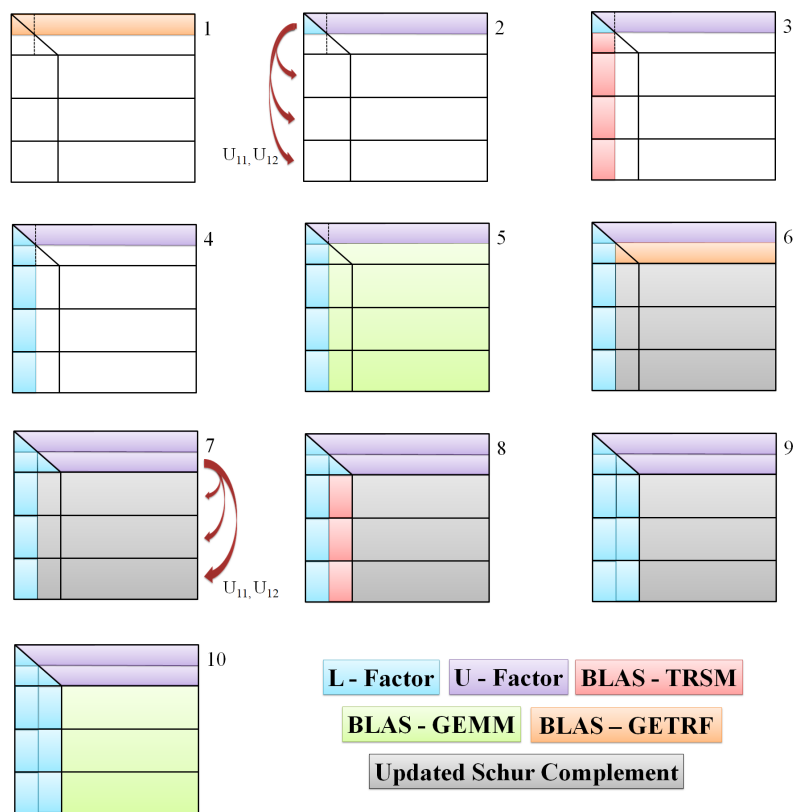 1
2
3
U11, U12
4
5
6
7
8
9
U11, U12
10
L - Factor
U - Factor
BLAS - TRSM
BLAS - GEMM
BLAS – GETRF
Updated Schur Complement